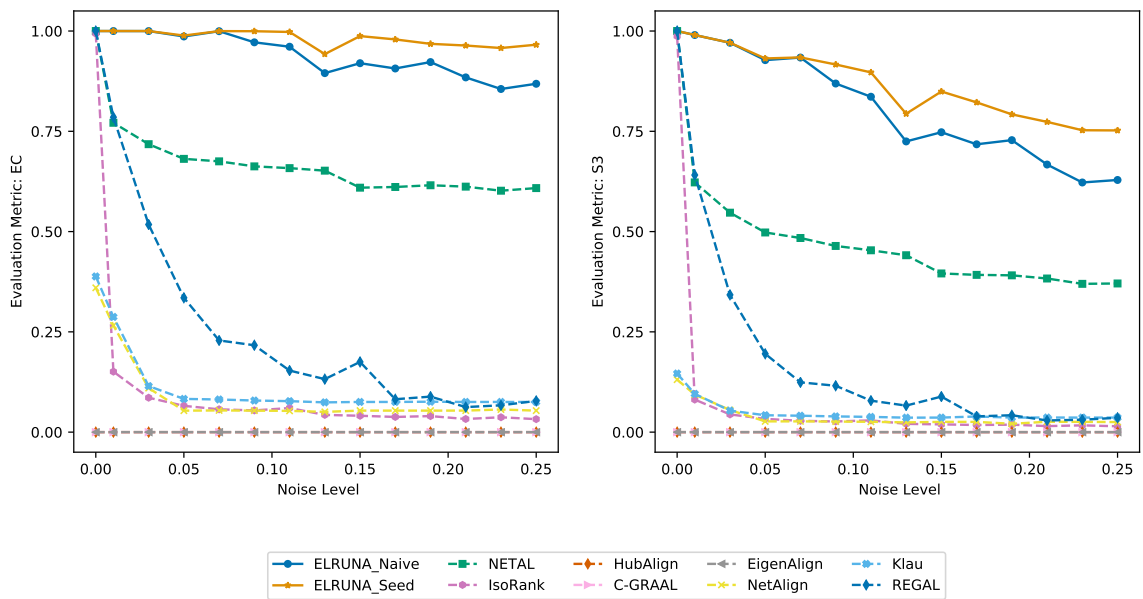 1.00
0.75
0.50
0.25
0.00
Evaluation Metric: EC
0.00 0.05 0.10 0.15 0.20 0.25
Noise Level
1.00
0.75
0.50
0.25
0.00
Evaluation Metric: S3
0.00 0.05 0.10 0.15 0.20 0.25
Noise Level
ELRUNA_Naive NETAL HubAlign EigenAlign Klau
ELRUNA_Seed IsoRank C-GRAAL NetAlign REGAL